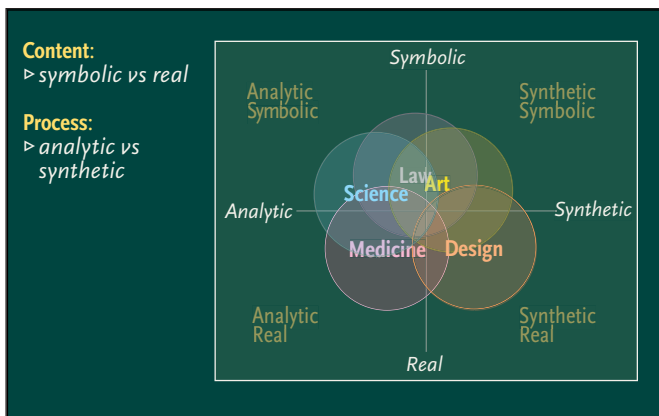 Content:
▹ symbolic vs real
Process:
▹ analytic vs
synthetic
Symbolic
Analytic
Symbolic
Synthetic
Symbolic
Law
Art
Science
Analytic
Synthetic
Medicine
Design
Analytic
Real
Synthetic
Real
Real